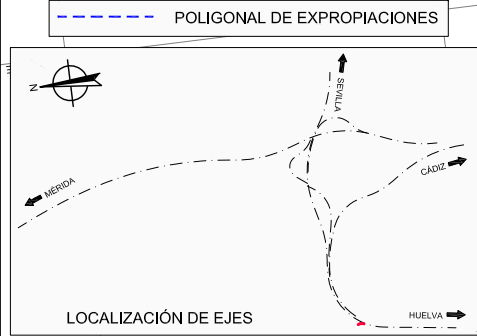 POLIGONAL DE EXPROPIACIONES
N
SEVILLA
MÉRIDA
CÁDIZ
HUELVA
LOCALIZACIÓN DE EJES